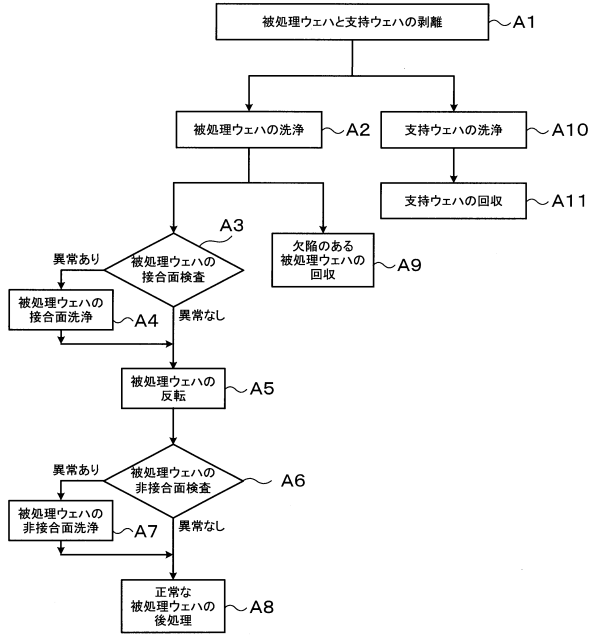 被処理ウェハと支持ウェハの剥離
A1
被処理ウェハの洗浄
A2
支持ウェハの洗浄
A10
支持ウェハの回収
A11
A3
被処理ウェハの
接合面検査
欠陥のある
被処理ウェハの
回収
A9
異常あり
被処理ウェハの
接合面洗浄
A4
異常なし
被処理ウェハの
反転
A5
被処理ウェハの
非接合面検査
A6
異常あり
被処理ウェハの
非接合面洗浄
A7
異常なし
正常な
被処理ウェハの
後処理
A8